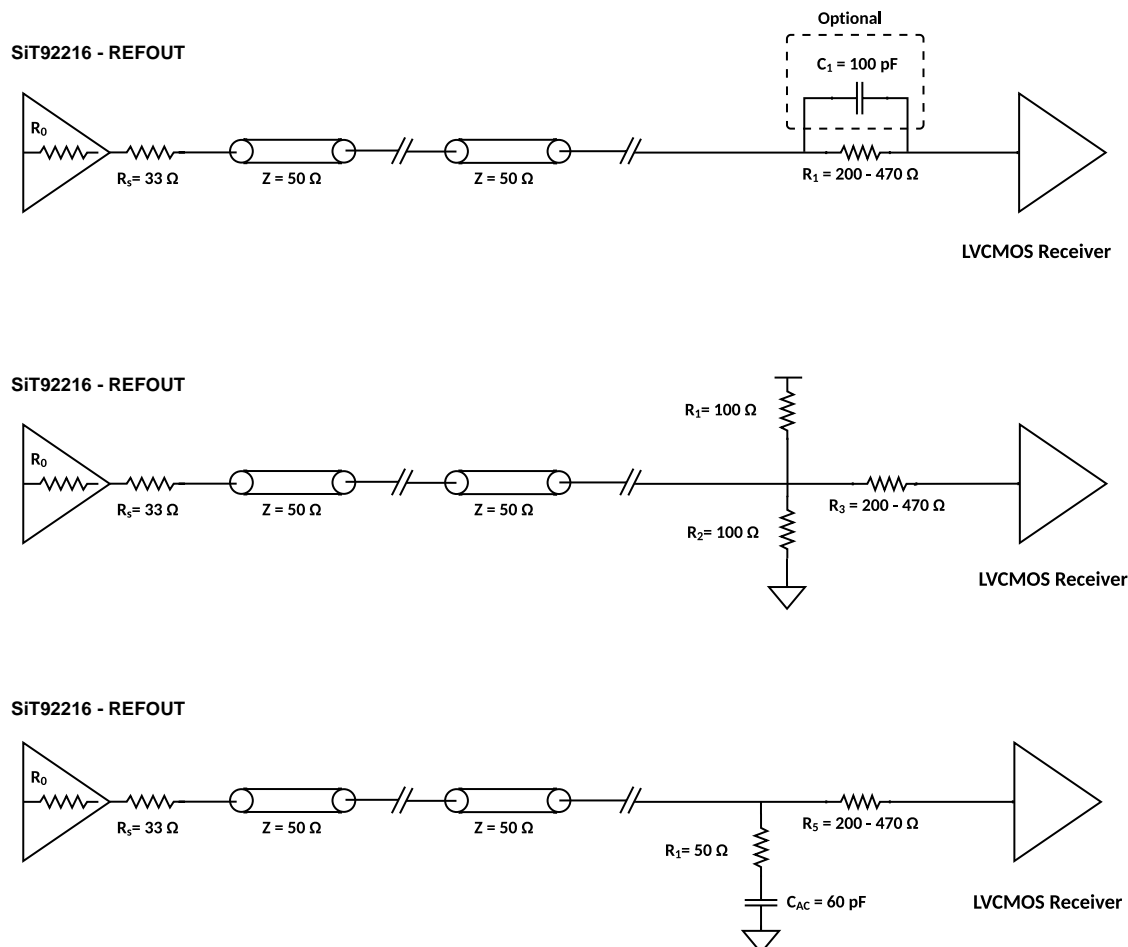 Optional
SiT92216 - REFOUT
C₁ = 100 pF
R₀
Rₛ= 33 Ω
Z = 50 Ω
Z = 50 Ω
R₁ = 200 - 470 Ω
LVCMOS Receiver
SiT92216 - REFOUT
R₁= 100 Ω
R₀
Rₛ= 33 Ω
Z = 50 Ω
Z = 50 Ω
R₃ = 200 - 470 Ω
R₂= 100 Ω
LVCMOS Receiver
SiT92216 - REFOUT
R₀
Rₛ= 33 Ω
Z = 50 Ω
Z = 50 Ω
R₅ = 200 - 470 Ω
R₁= 50 Ω
C_AC = 60 pF
LVCMOS Receiver